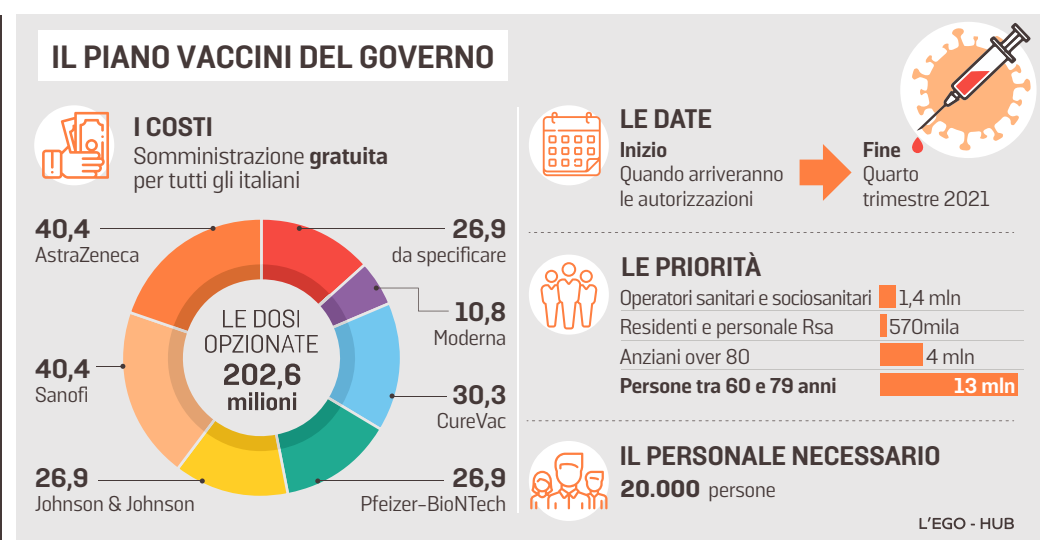 IL PIANO VACCINI DEL GOVERNO
I COSTI
Somministrazione gratuita
per tutti gli italiani
40,4
AstraZeneca
26,9
da specificare
10,8
Moderna
LE DOSI
OPZIONATE
202,6
milioni
40,4
Sanofi
30,3
CureVac
26,9
Johnson & Johnson
26,9
Pfeizer-BioNTech
LE DATE
Inizio
Quando arriveranno
le autorizzazioni
Fine
Quarto
trimestre 2021
LE PRIORITÀ
Operatori sanitari e sociosanitari 1,4 mln
Residenti e personale Rsa 570mila
Anziani over 80 4 mln
Persone tra 60 e 79 anni 13 mln
IL PERSONALE NECESSARIO
20.000 persone
L'EGO - HUB